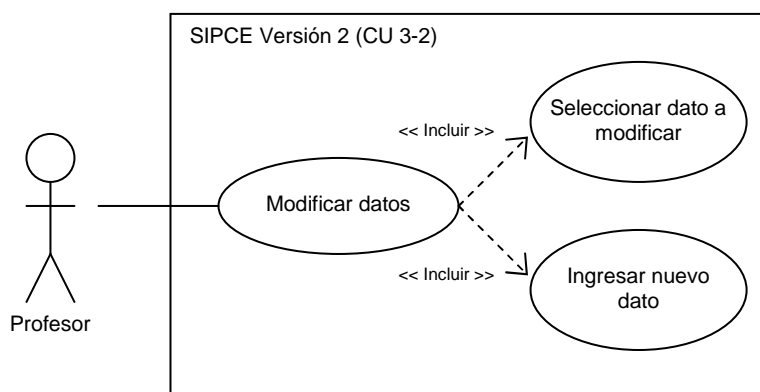 SIPCE Versión 2 (CU 3-2)
Seleccionar dato a
modificar
<< Incluir >>
Modificar datos
<< Incluir >>
Ingresar nuevo
dato
Profesor